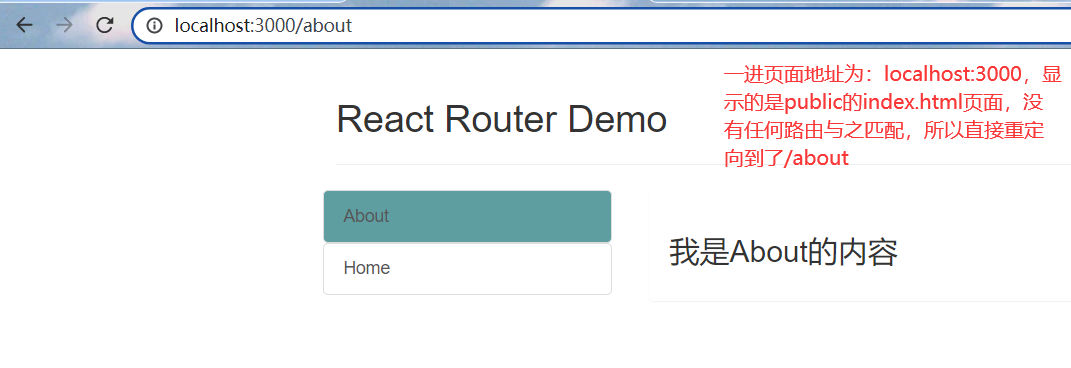 localhost:3000/about
一进页面地址为：localhost:3000，显
示的是public的index.html页面，没
有任何路由与之匹配，所以直接重定
向到了/about
React Router Demo
About
Home
我是About的内容